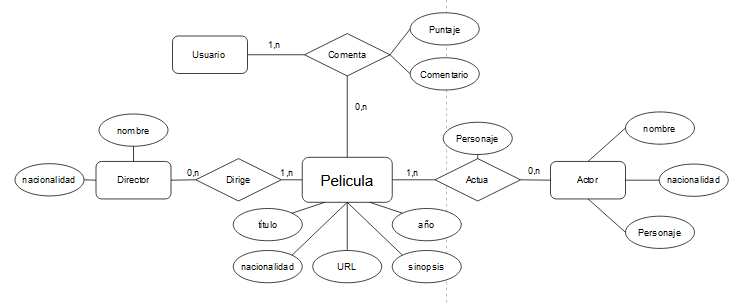 Puntaje
1,n
Usuario
Comenta
Comentario
0,n
nombre
Personaje
nombre
nacionalidad
Director
0,n
Dirige
1,n
Pelicula
1,n
Actua
0,n
Actor
nacionalidad
título
año
Personaje
nacionalidad
URL
sinopsis